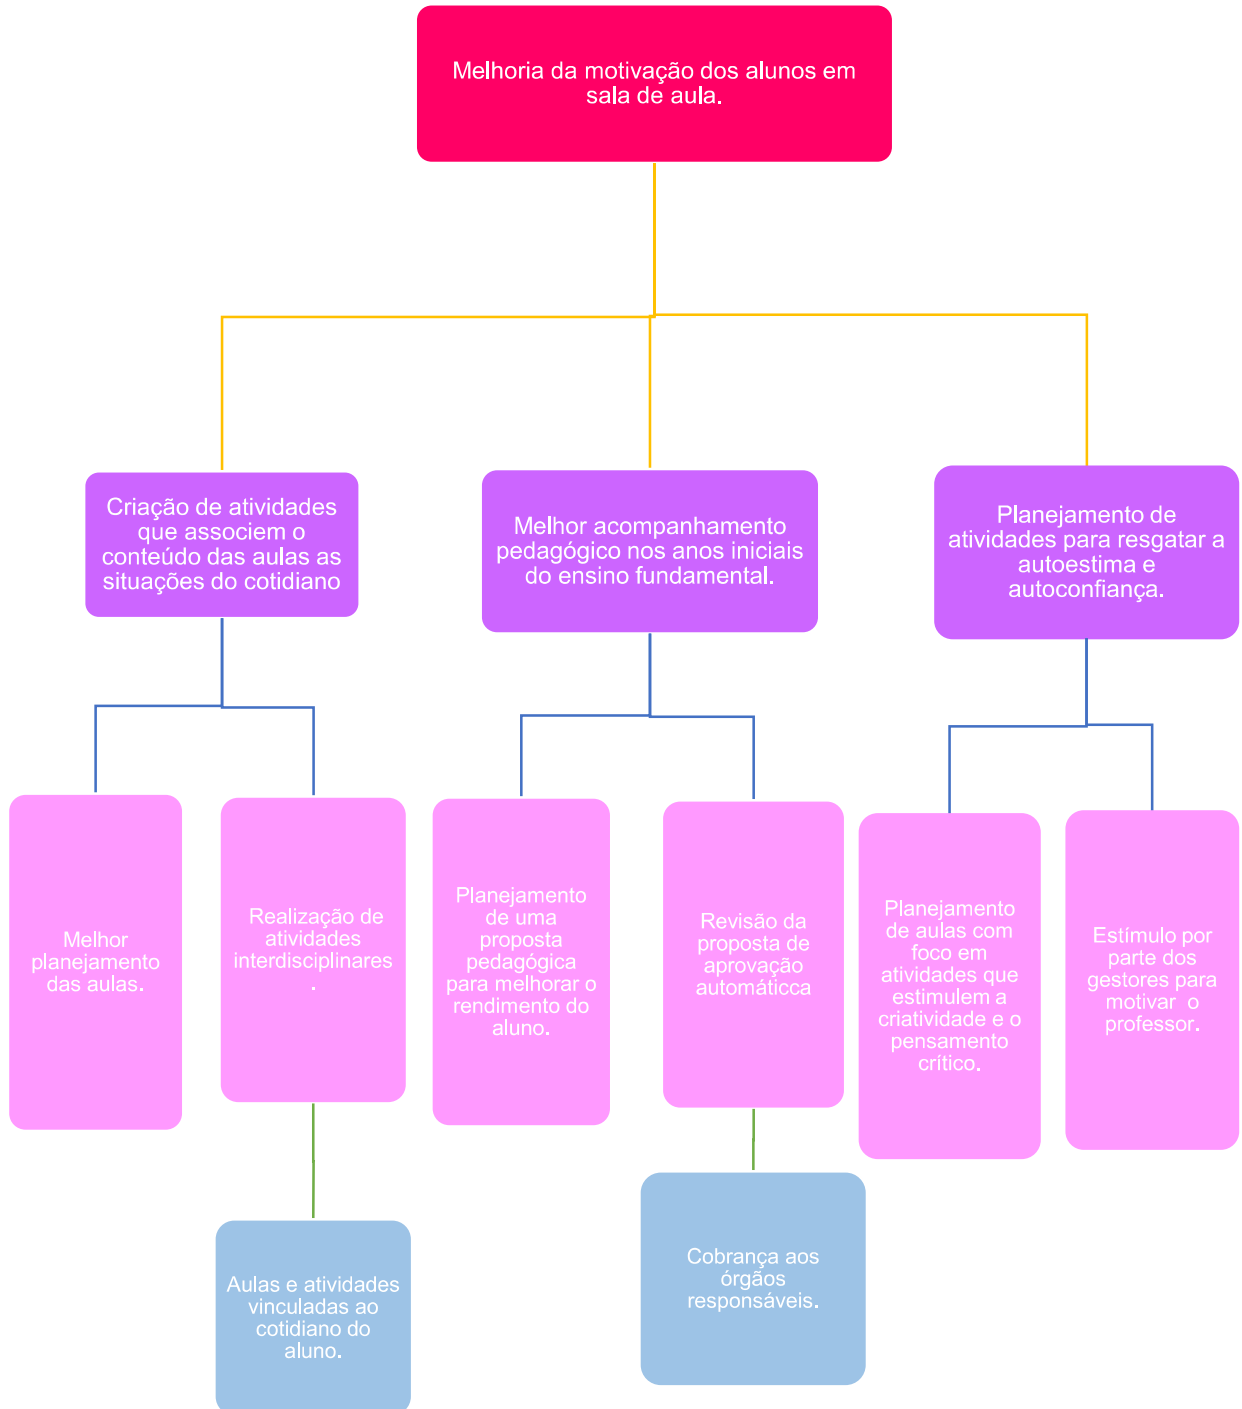 Melhoria da motivação dos alunos em
sala de aula.
Criação de atividades
que associem o
conteúdo das aulas as
situações do cotidiano
Melhor acompanhamento
pedagógico nos anos iniciais
do ensino fundamental.
Planejamento de
atividades para resgatar a
autoestima e
autoconfiança.
Melhor
planejamento
das aulas.
Realização de
atividades
interdisciplinares
.
Planejamento
de uma
proposta
pedagógica
para melhorar o
rendimento do
aluno.
Revisão da
proposta de
aprovação
automáticca
Planejamento
de aulas com
foco em
atividades que
estimulem a
criatividade e o
pensamento
crítico.
Estímulo por
parte dos
gestores para
motivar  o
professor.
Aulas e atividades
vinculadas ao
cotidiano do
aluno.
Cobrança aos
órgãos
responsáveis.